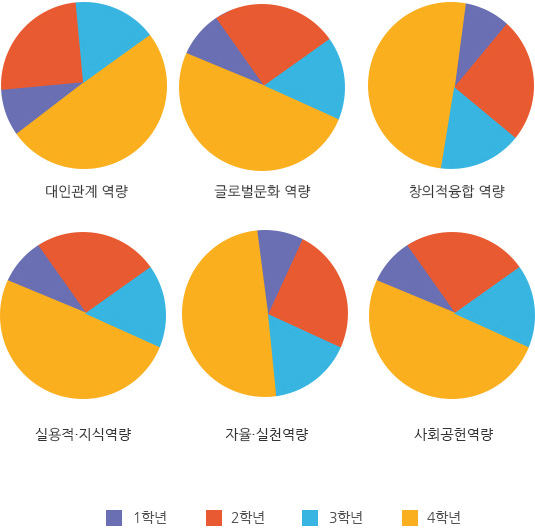 대인관계 역량
글로벌문화 역량
창의적융합 역량
실용적·지식역량
자율·실천역량
사회공헌역량
1학년
2학년
3학년
4학년